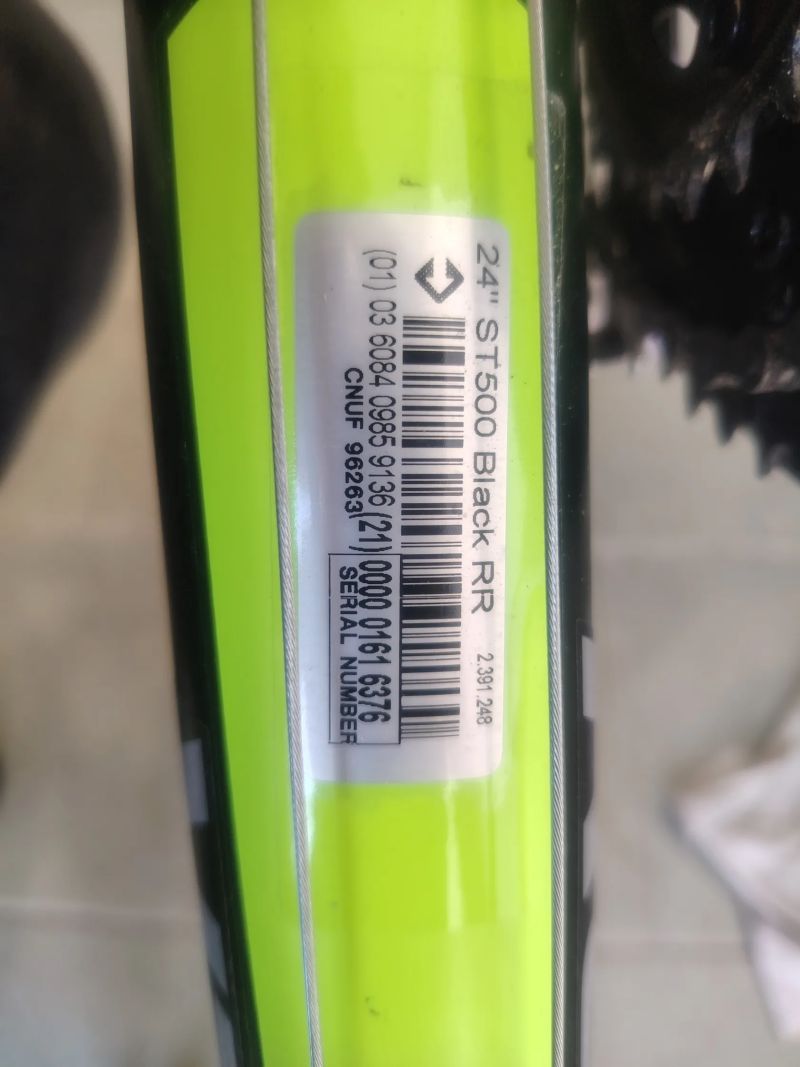 24" ST500 Black RR 2.391.248
(01) 03 6084 0985 9136 (21) 0000 0161 6376
CNUF 96263 SERIAL NUMBER